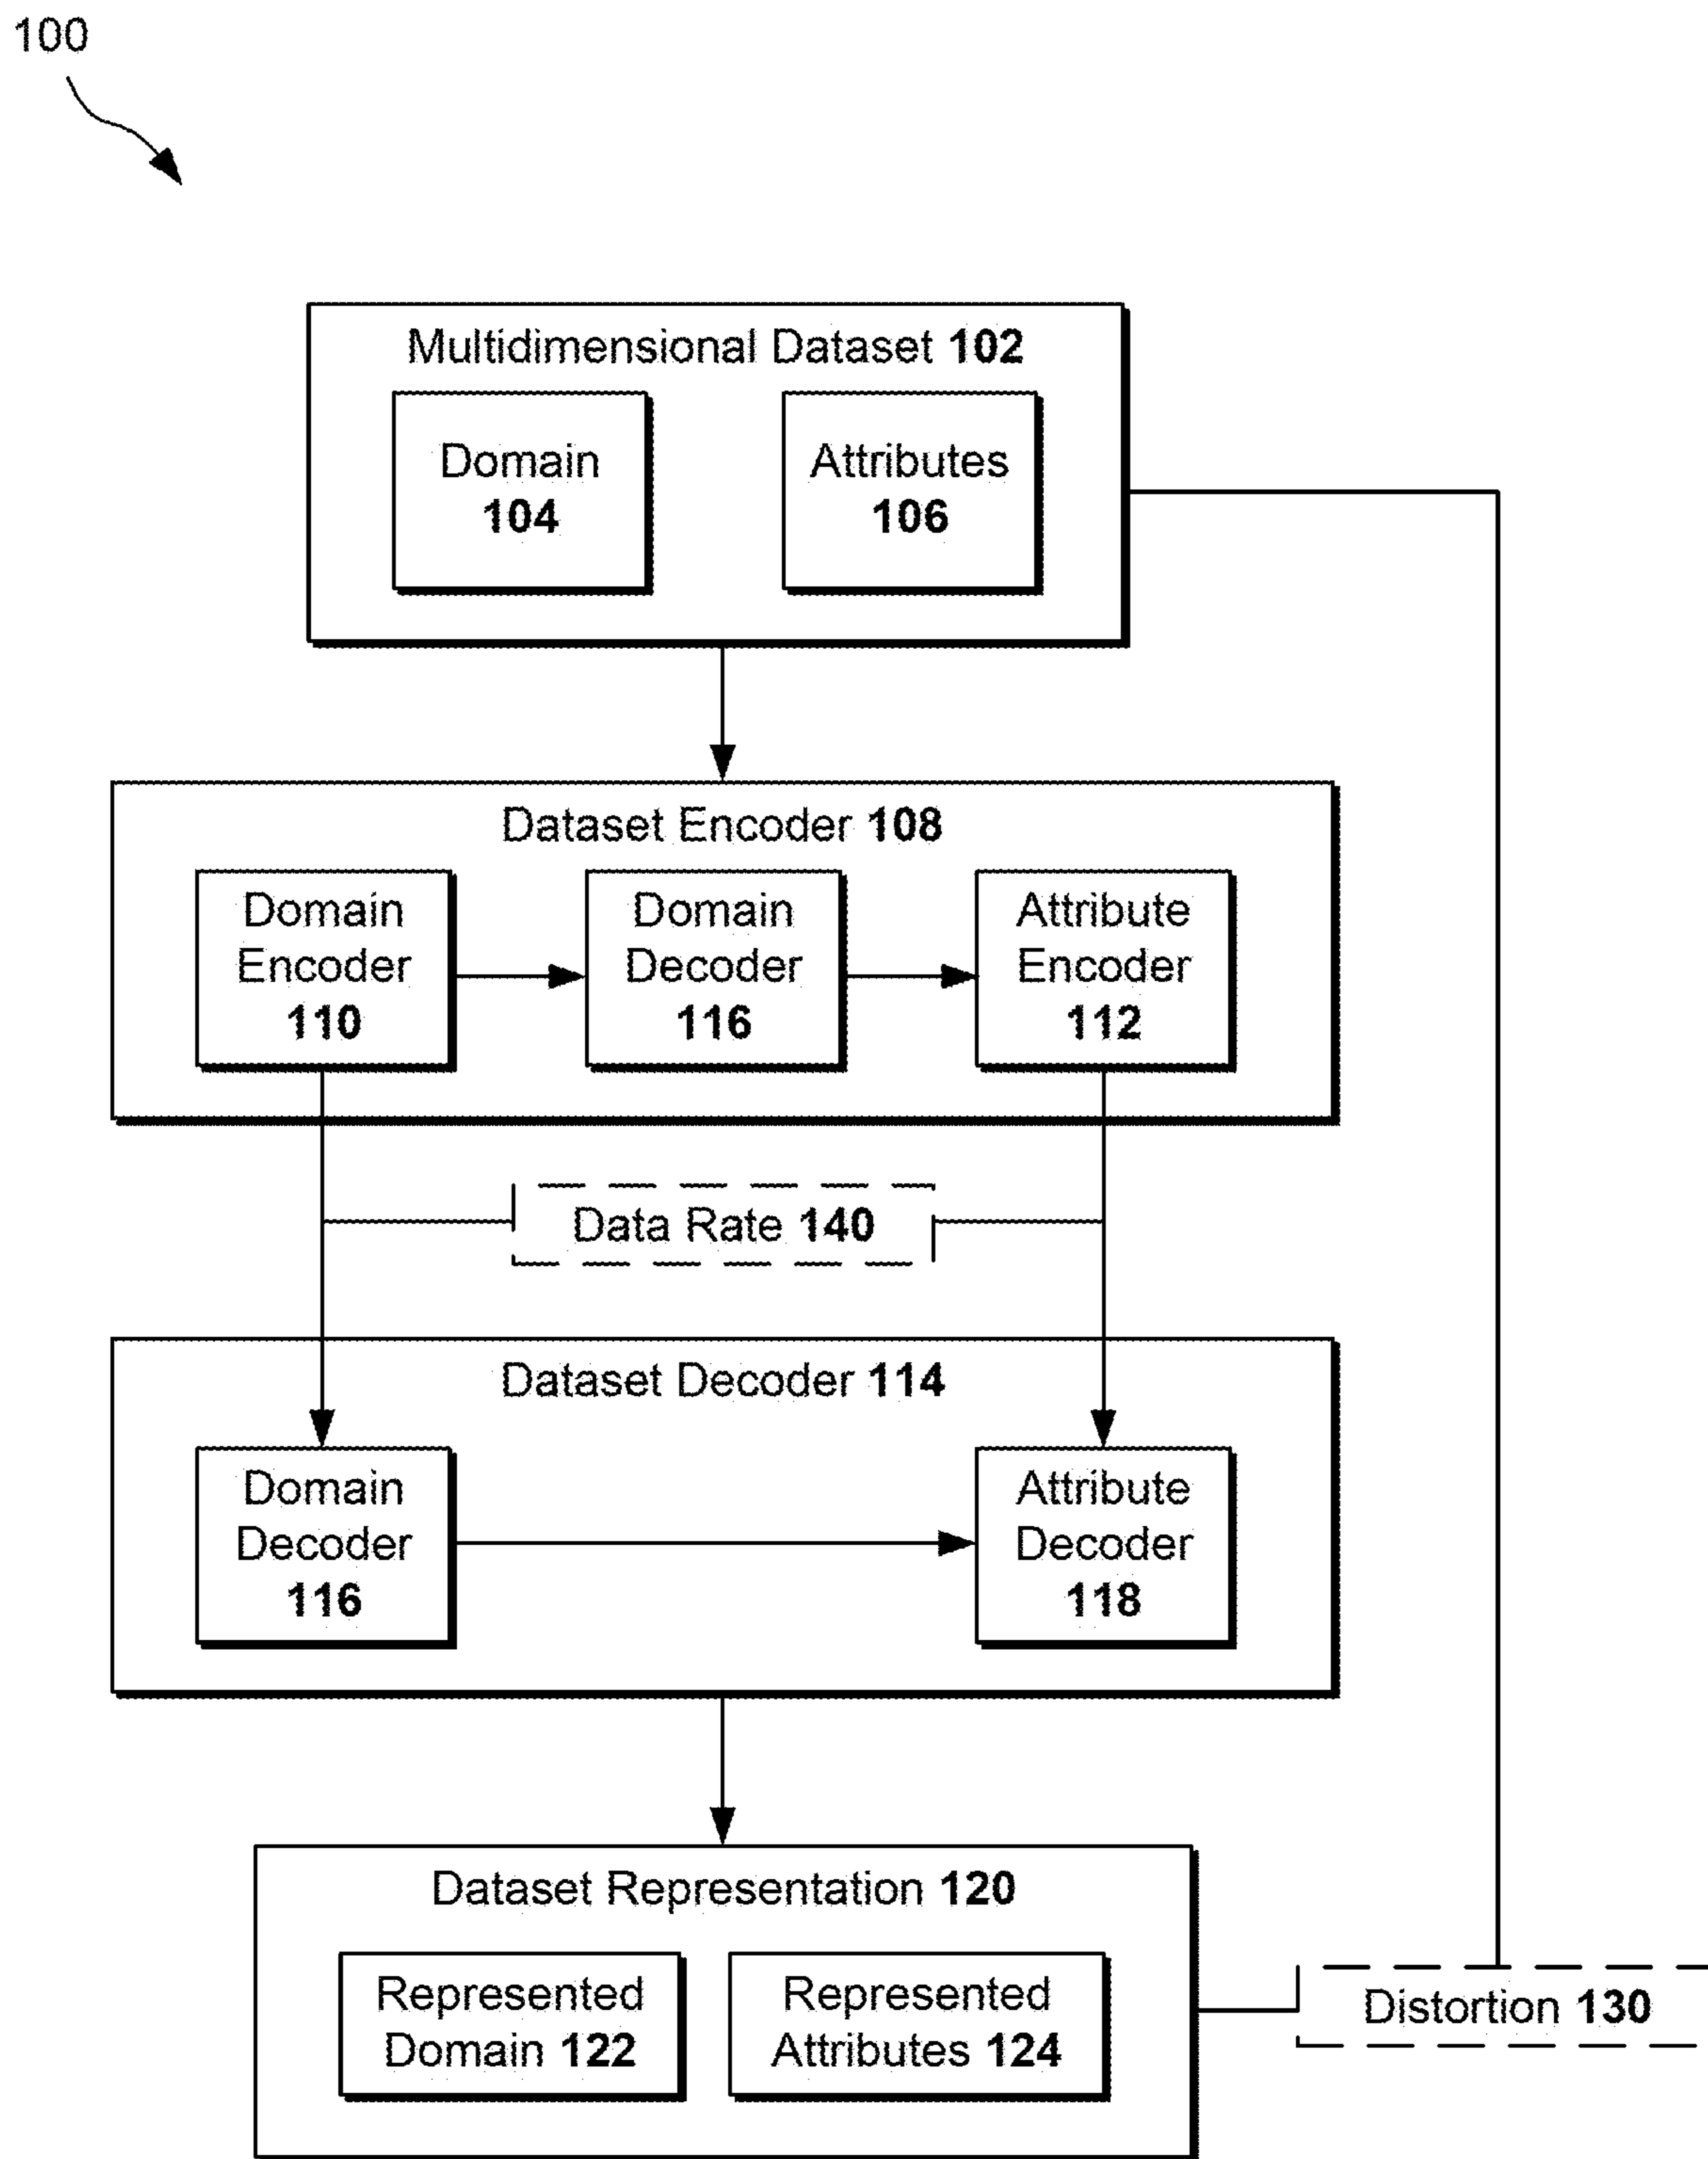 100
Multidimensional Dataset 102
Domain
104
Attributes
106
Dataset Encoder 108
Domain
Encoder
110
Domain
Decoder
116
Attribute
Encoder
112
Data Rate 140
Dataset Decoder 114
Domain
Decoder
116
Attribute
Decoder
118
Dataset Representation 120
Represented
Domain 122
Represented
Attributes 124
Distortion 130